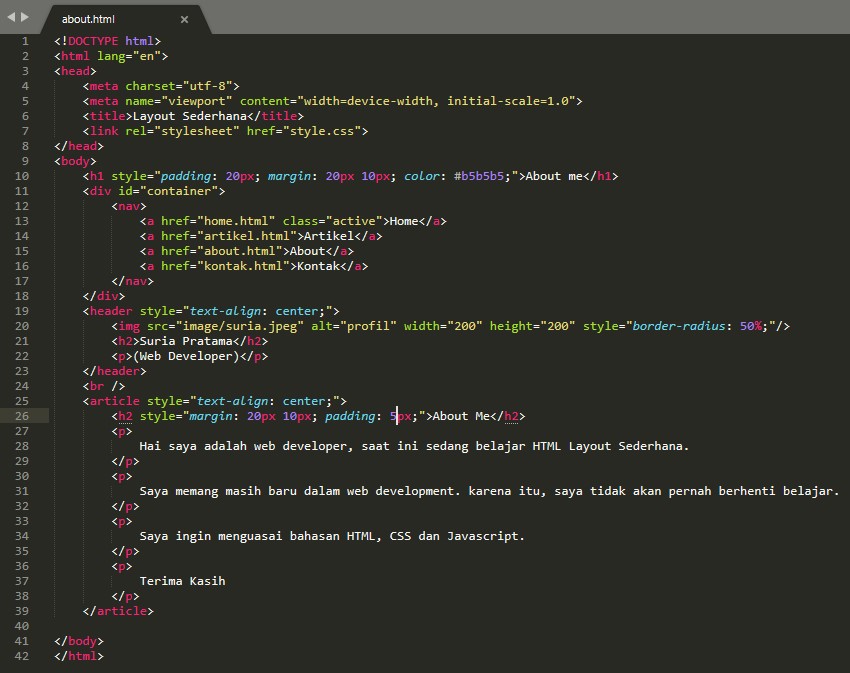 about.html
1 <!DOCTYPE html>
2 <html lang="en">
3 <head>
4     <meta charset="utf-8">
5     <meta name="viewport" content="width=device-width, initial-scale=1.0">
6     <title>Layout Sederhana</title>
7     <link rel="stylesheet" href="style.css">
8 </head>
9 <body>
10     <h1 style="padding: 20px; margin: 20px 10px; color: #b5b5b5;">About me</h1>
11     <div id="container">
12         <nav>
13             <a href="home.html" class="active">Home</a>
14             <a href="artikel.html">Artikel</a>
15             <a href="about.html">About</a>
16             <a href="kontak.html">Kontak</a>
17         </nav>
18     </div>
19     <header style="text-align: center;">
20         <img src="image/suria.jpeg" alt="profil" width="200" height="200" style="border-radius: 50%;"/>
21         <h2>Suria Pratama</h2>
22         <p>(Web Developer)</p>
23     </header>
24     <br />
25     <article style="text-align: center;">
26         <h2 style="margin: 20px 10px; padding: 5px;">About Me</h2>
27         <p>
28             Hai saya adalah web developer, saat ini sedang belajar HTML Layout Sederhana.
29         </p>
30         <p>
31             Saya memang masih baru dalam web development. karena itu, saya tidak akan pernah berhenti belajar.
32         </p>
33         <p>
34             Saya ingin menguasai bahasan HTML, CSS dan Javascript.
35         </p>
36         <p>
37             Terima Kasih
38         </p>
39     </article>
40
41 </body>
42 </html>